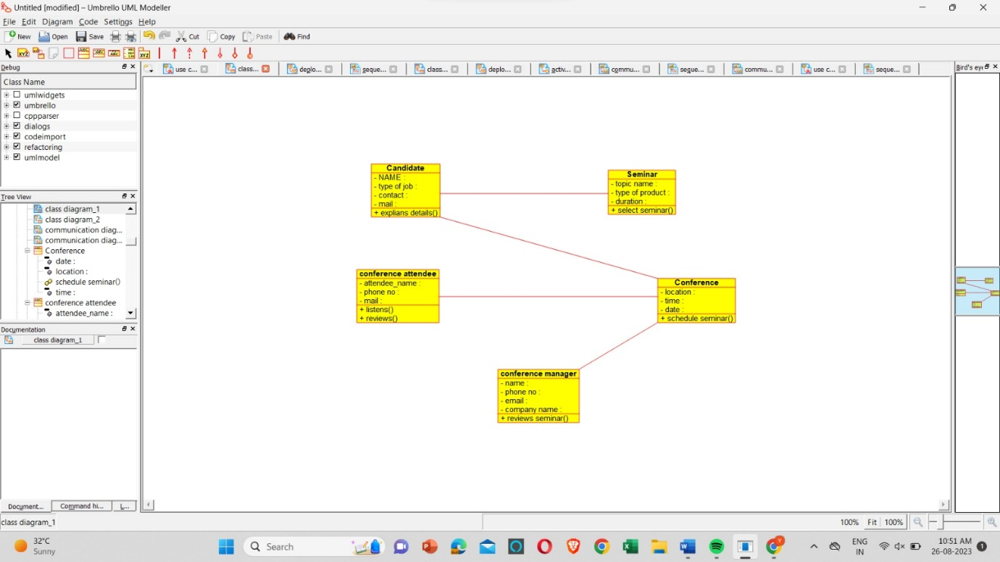 Untitled [modified] – Umbrello UML Modeller
File Edit Diagram Code Settings Help
New Open Save Cut Copy Paste Find
Debug
Class Name
umlwidgets
umbrello
cppparser
dialogs
codeimport
refactoring
umlmodel
Tree View
class diagram_1
class diagram_2
communication diag...
communication diag...
Conference
date :
location :
schedule seminar()
time :
conference attendee
attendee_name :
Documentation
class diagram_1
Document... Command hi... L...
class diagram_1
use c... class... deplo... seque... class... deplo... activ... commu... seque... commu... use c... seque...
Bird's eye
Candidate
- NAME :
- type of job :
- contact :
- mail :
+ explians details()
Seminar
- topic name :
- type of product :
- duration :
+ select seminar()
conference attendee
- attendee_name :
- phone no :
- mail :
+ listens()
+ reviews()
Conference
- location :
- time :
- date :
+ schedule seminar()
conference manager
- name :
- phone no :
- email :
- company name :
+ reviews seminar()
100% Fit 100%
32°C
Sunny
Search
ENG
IN
10:51 AM
26-08-2023
1